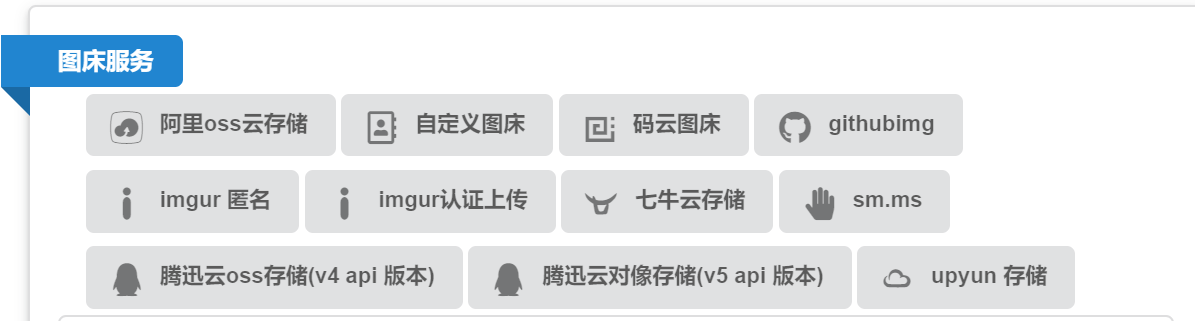 图床服务
阿里oss云存储 自定义图床 码云图床 githubimg
imgur 匿名 imgur认证上传 七牛云存储 sm.ms
腾迅云oss存储(v4 api 版本) 腾迅云对像存储(v5 api 版本) upyun 存储